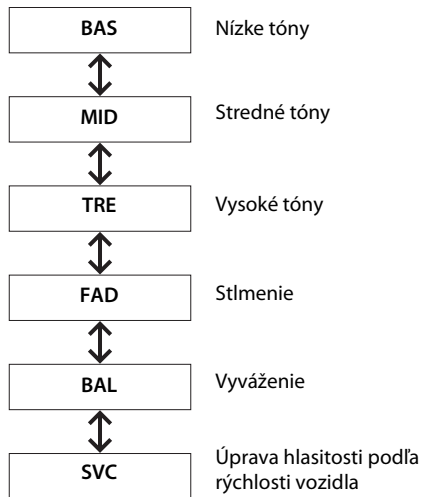 BAS
Nízke tóny
MID
Stredné tóny
TRE
Vysoké tóny
FAD
Stlmenie
BAL
Vyváženie
SVC
Úprava hlasitosti podľa
rýchlosti vozidla